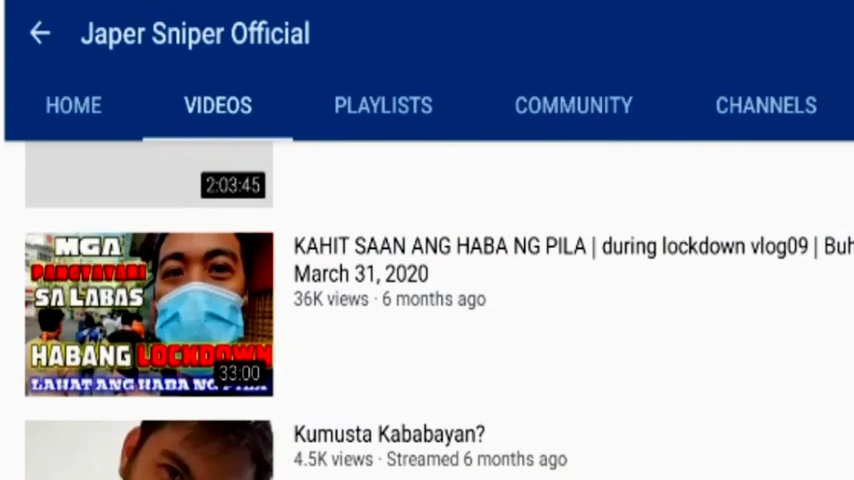 Japer Sniper Official
HOME VIDEOS PLAYLISTS COMMUNITY CHANNELS
2:03:45
MGA
PANGYAYARI
SA LABAS
HABANG LOCKDOWN
33:00
LAHAT ANG HABA NG PILA
KAHIT SAAN ANG HABA NG PILA | during lockdown vlog09 | Buh
March 31, 2020
36K views · 6 months ago
Kumusta Kababayan?
4.5K views · Streamed 6 months ago